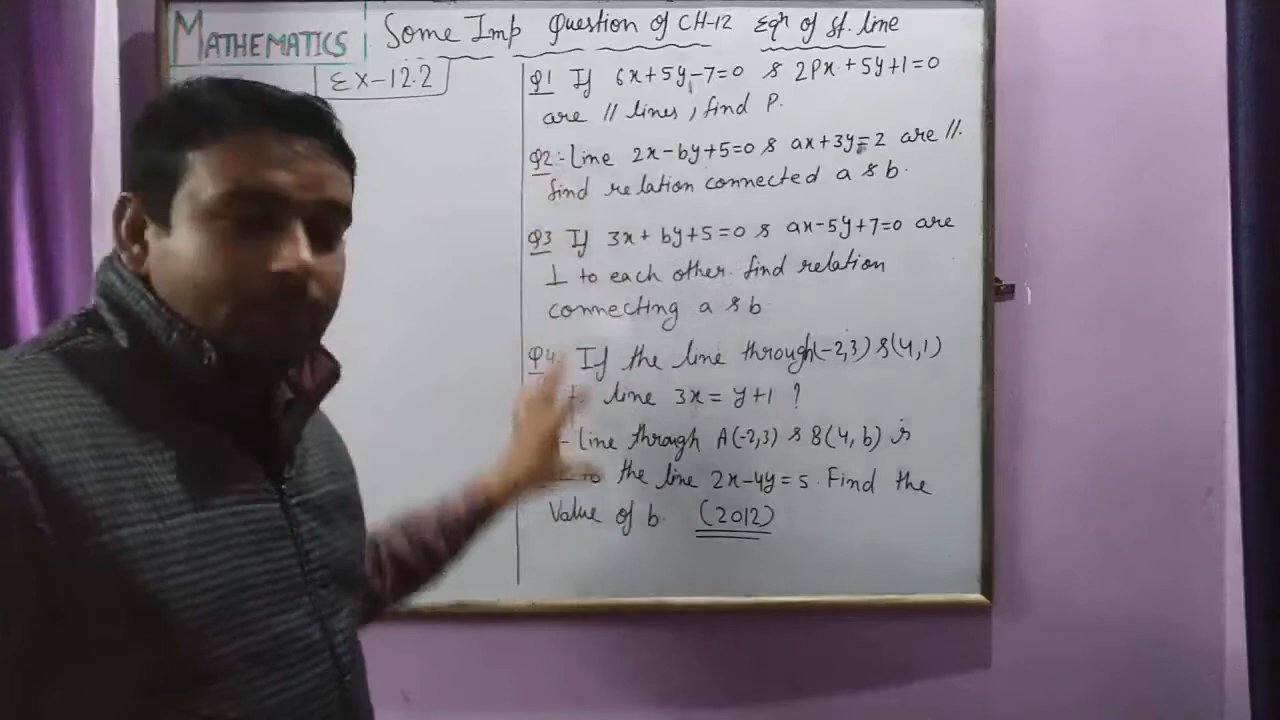 MATHEMATICS
Some Imp Question of CH-12 Eqn of St. line
Ex-12.2
Q1 If 6x+5y-7=0 & 2Px+5y+1=0
are // lines, find P.
Q2:- Line 2x-by+5=0 & ax+3y=2 are //.
find relation connected a & b.
Q3 If 3x+by+5=0 & ax-5y+7=0 are
⊥ to each other. find relation
connecting a & b
Q4. If the line through (-2,3) & (4,1)
line 3x=y+1 ?
- Line through A(-2,3) & B(4,b) is
⊥ to the line 2x-4y=5. Find the
Value of b. (2012)